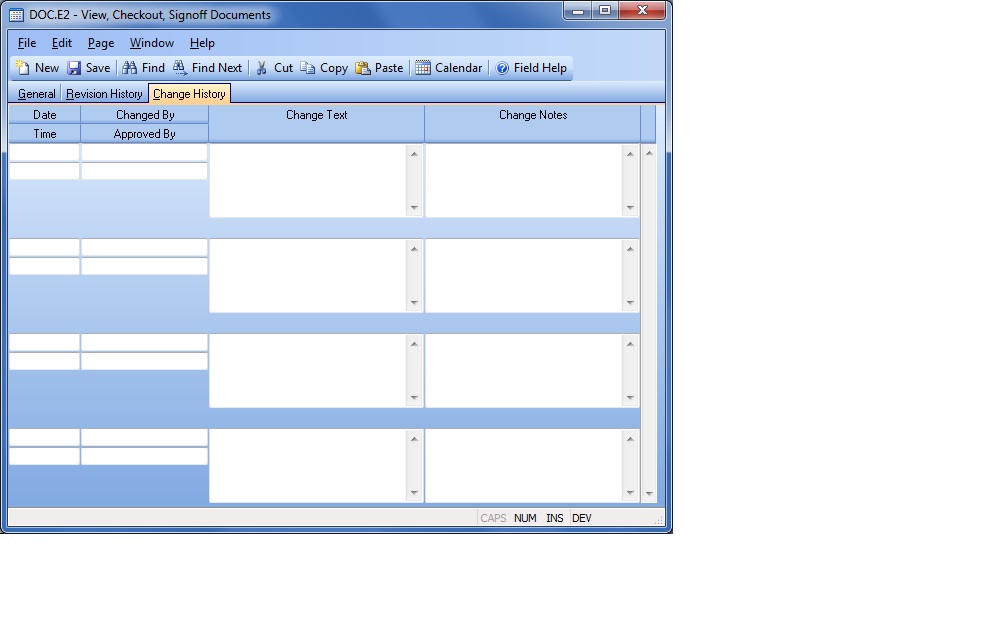 DOC.E2 - View, Checkout, Signoff Documents
File Edit Page Window Help
New Save Find Find Next Cut Copy Paste Calendar Field Help
General Revision History Change History
Date Changed By Change Text Change Notes
Time Approved By
CAPS NUM INS DEV